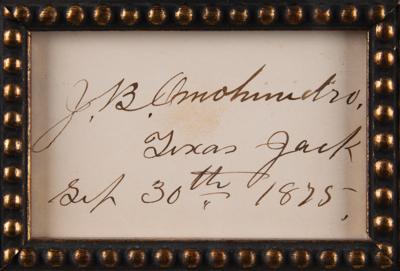 J. B. Omohundro,
Texas Jack
Sep 30th 1875,